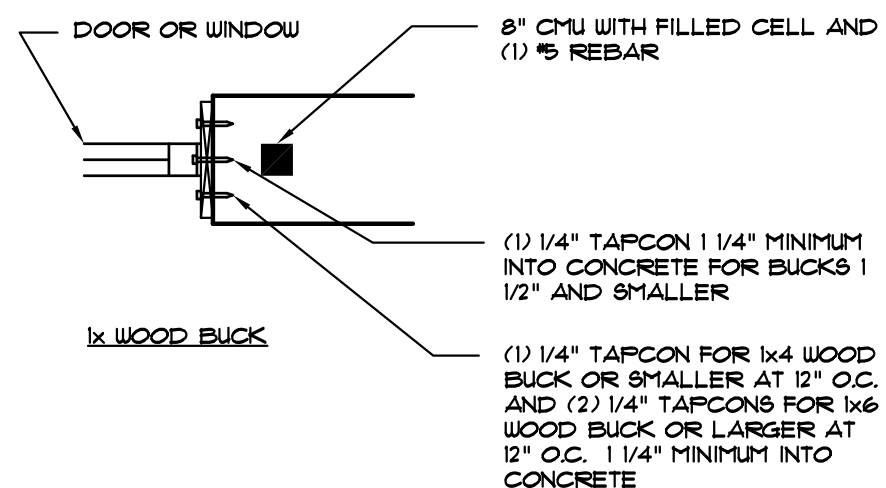 DOOR OR WINDOW
8" CMU WITH FILLED CELL AND
(1) #5 REBAR
(1) 1/4" TAPCON 1 1/4" MINIMUM
INTO CONCRETE FOR BUCKS 1
1/2" AND SMALLER
1x WOOD BUCK
(1) 1/4" TAPCON FOR 1x4 WOOD
BUCK OR SMALLER AT 12" O.C.
AND (2) 1/4" TAPCONS FOR 1x6
WOOD BUCK OR LARGER AT
12" O.C. 1 1/4" MINIMUM INTO
CONCRETE